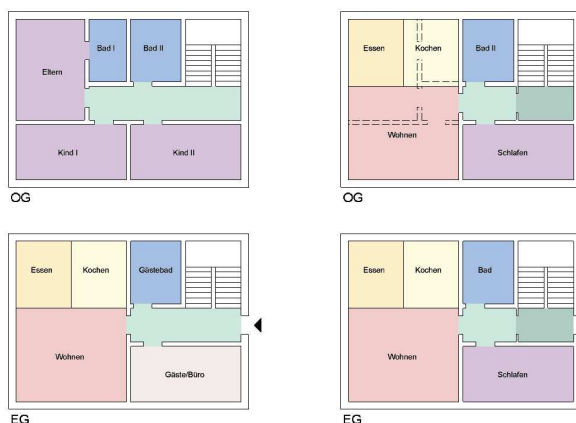 Bad I
Bad II
Eltern
Kind I
Kind II
OG
Essen
Kochen
Bad II
Wohnen
Schlafen
OG
Essen
Kochen
Gästebad
Wohnen
Gäste/Büro
EG
Essen
Kochen
Bad
Wohnen
Schlafen
EG